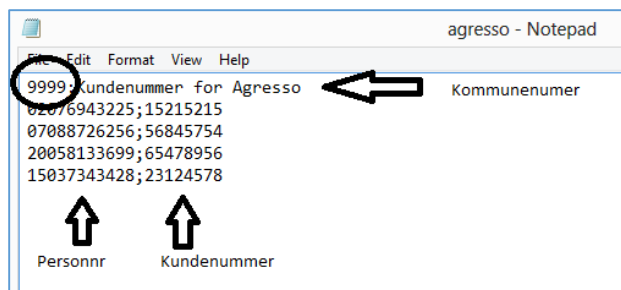 agresso - Notepad
File Edit Format View Help
9999;Kundenummer for Agresso
Kommunenumer
02076943225;15215215
07088726256;56845754
20058133699;65478956
15037343428;23124578
Personnr Kundenummer